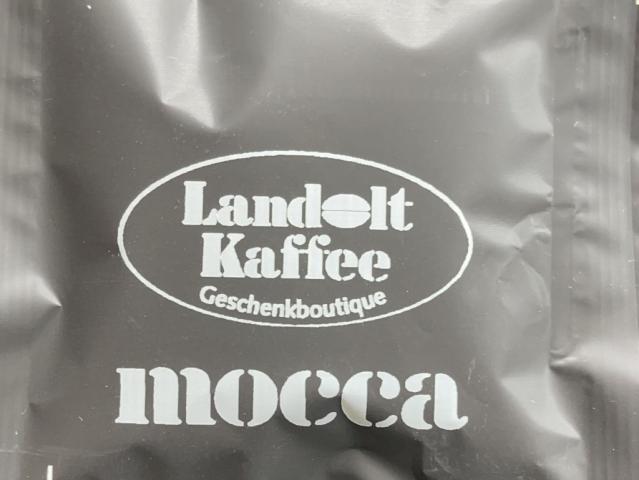 Landolt
Kaffee
Geschenkboutique
mocca